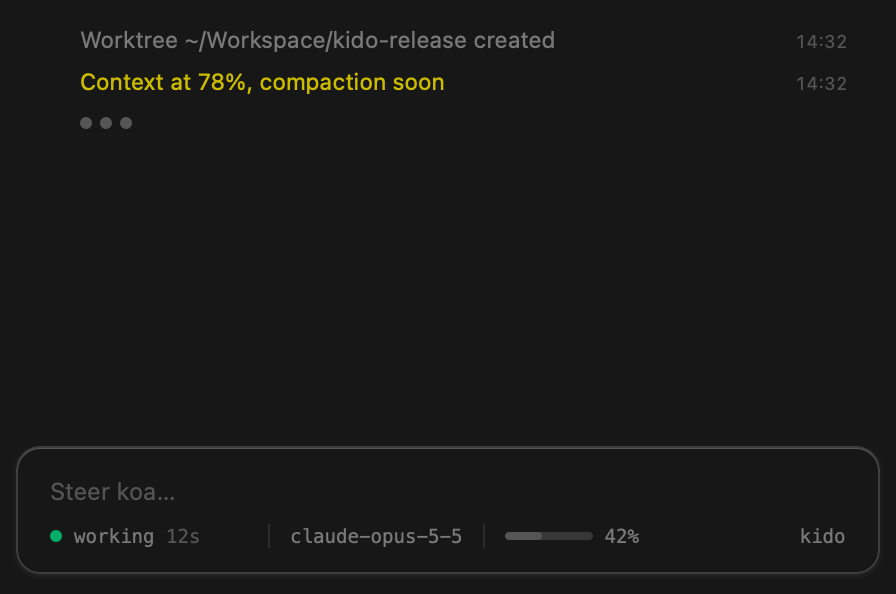 Worktree ~/Workspace/kido-release created 14:32
Context at 78%, compaction soon 14:32
Steer koa...
working 12s claude-opus-5-5 42% kido